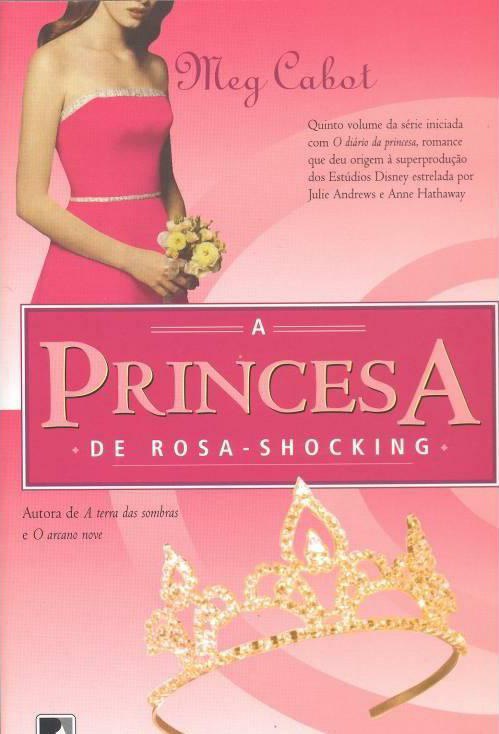 Meg Cabot
Quinto volume da série iniciada
com O diário da princesa, romance
que deu origem à superprodução
dos Estúdios Disney estrelada por
Julie Andrews e Anne Hathaway
A
PRINCESA
DE ROSA-SHOCKING
Autora de A terra das sombras
e O arcano nove